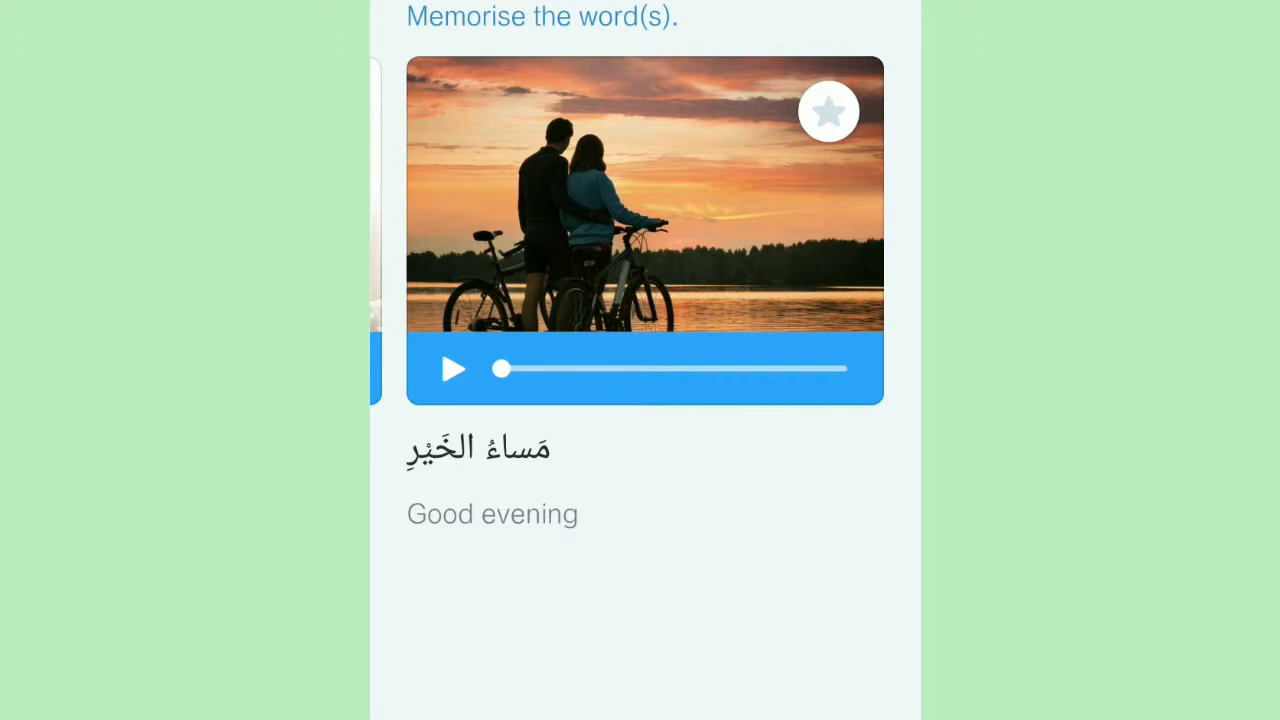 Memorise the word(s).
مَساءُ الخَيْرِ
Good evening